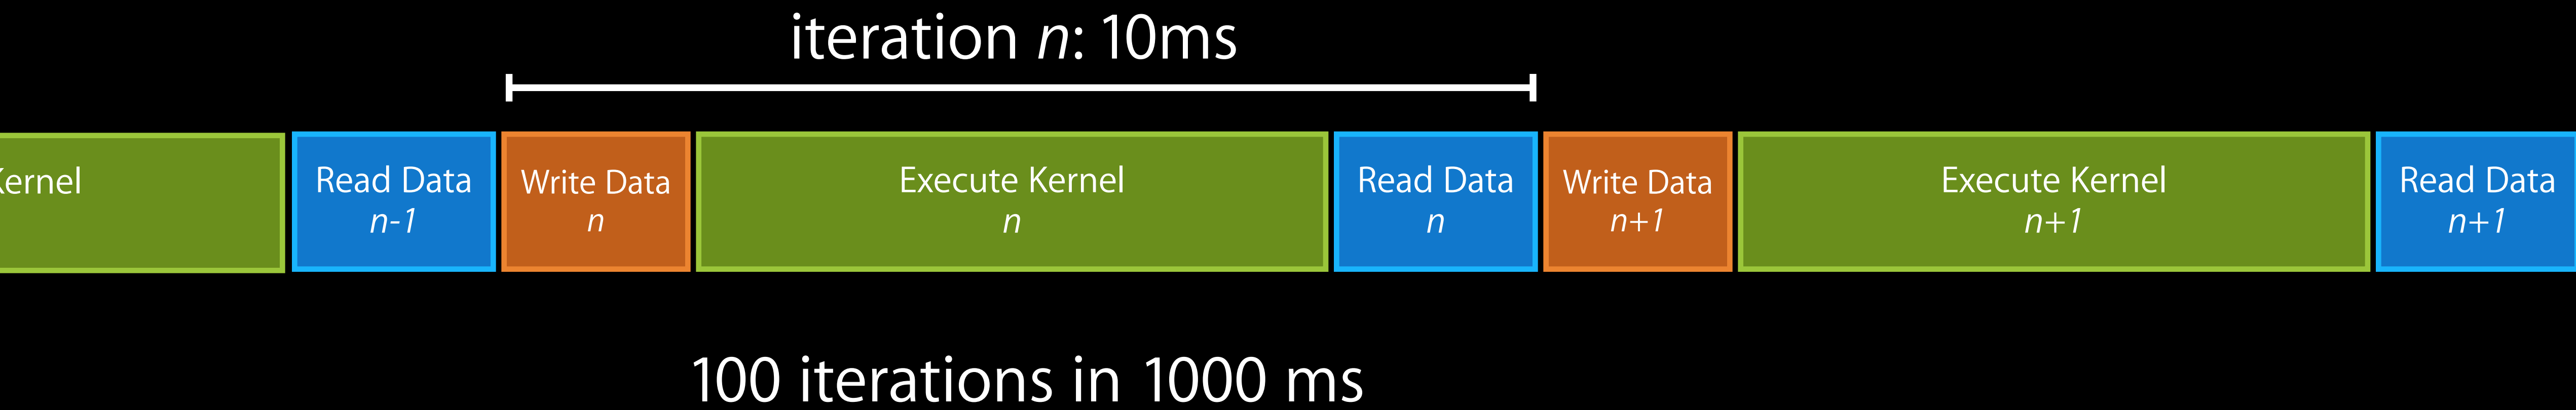 iteration n: 10ms
Kernel
Read Data
n-1
Write Data
n
Execute Kernel
n
Read Data
n
Write Data
n+1
Execute Kernel
n+1
Read Data
n+1
100 iterations in 1000 ms